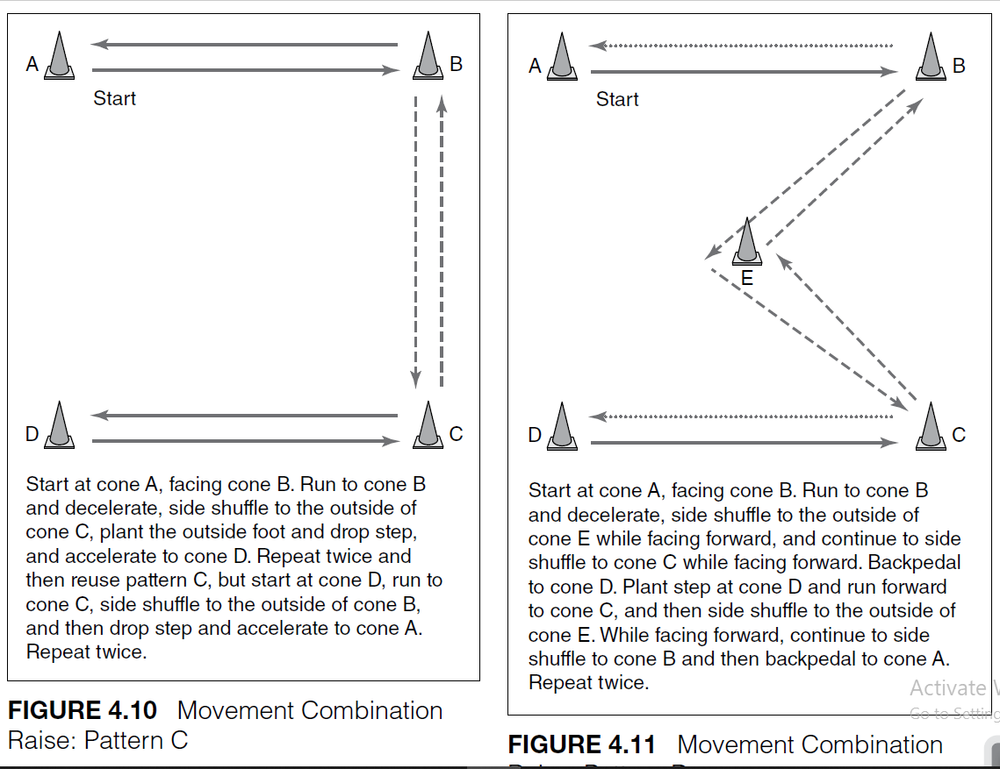 A
B
Start
D
C
Start at cone A, facing cone B. Run to cone B
and decelerate, side shuffle to the outside of
cone C, plant the outside foot and drop step,
and accelerate to cone D. Repeat twice and
then reuse pattern C, but start at cone D, run to
cone C, side shuffle to the outside of cone B,
and then drop step and accelerate to cone A.
Repeat twice.
FIGURE 4.10 Movement Combination
Raise: Pattern C
A
B
Start
E
D
C
Start at cone A, facing cone B. Run to cone B
and decelerate, side shuffle to the outside of
cone E while facing forward, and continue to side
shuffle to cone C while facing forward. Backpedal
to cone D. Plant step at cone D and run forward
to cone C, and then side shuffle to the outside of
cone E. While facing forward, continue to side
shuffle to cone B and then backpedal to cone A.
Repeat twice.
FIGURE 4.11 Movement Combination
Activate
Go to Setting